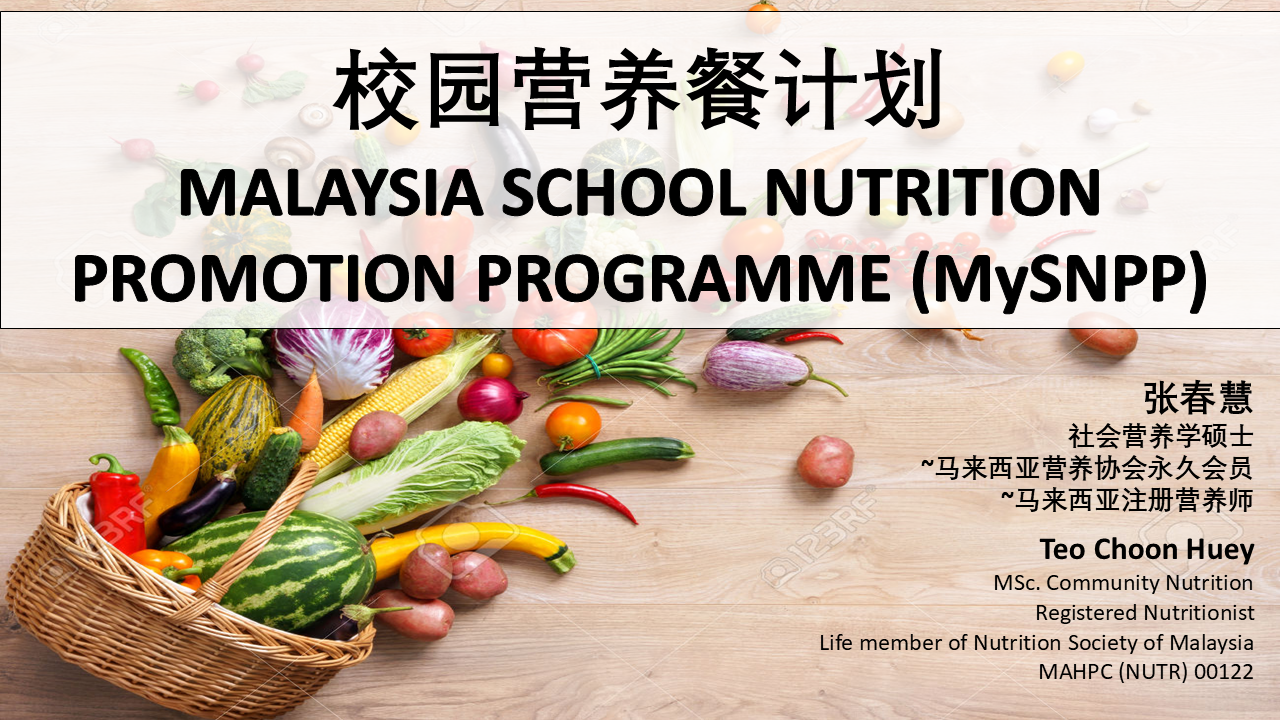 校园营养餐计划
MALAYSIA SCHOOL NUTRITION
PROMOTION PROGRAMME (MySNPP)
张春慧
社会营养学硕士
~马来西亚营养协会永久会员
~马来西亚注册营养师
Teo Choon Huey
MSc. Community Nutrition
Registered Nutritionist
Life member of Nutrition Society of Malaysia
MAHPC (NUTR) 00122
123RF
123RF
123RF